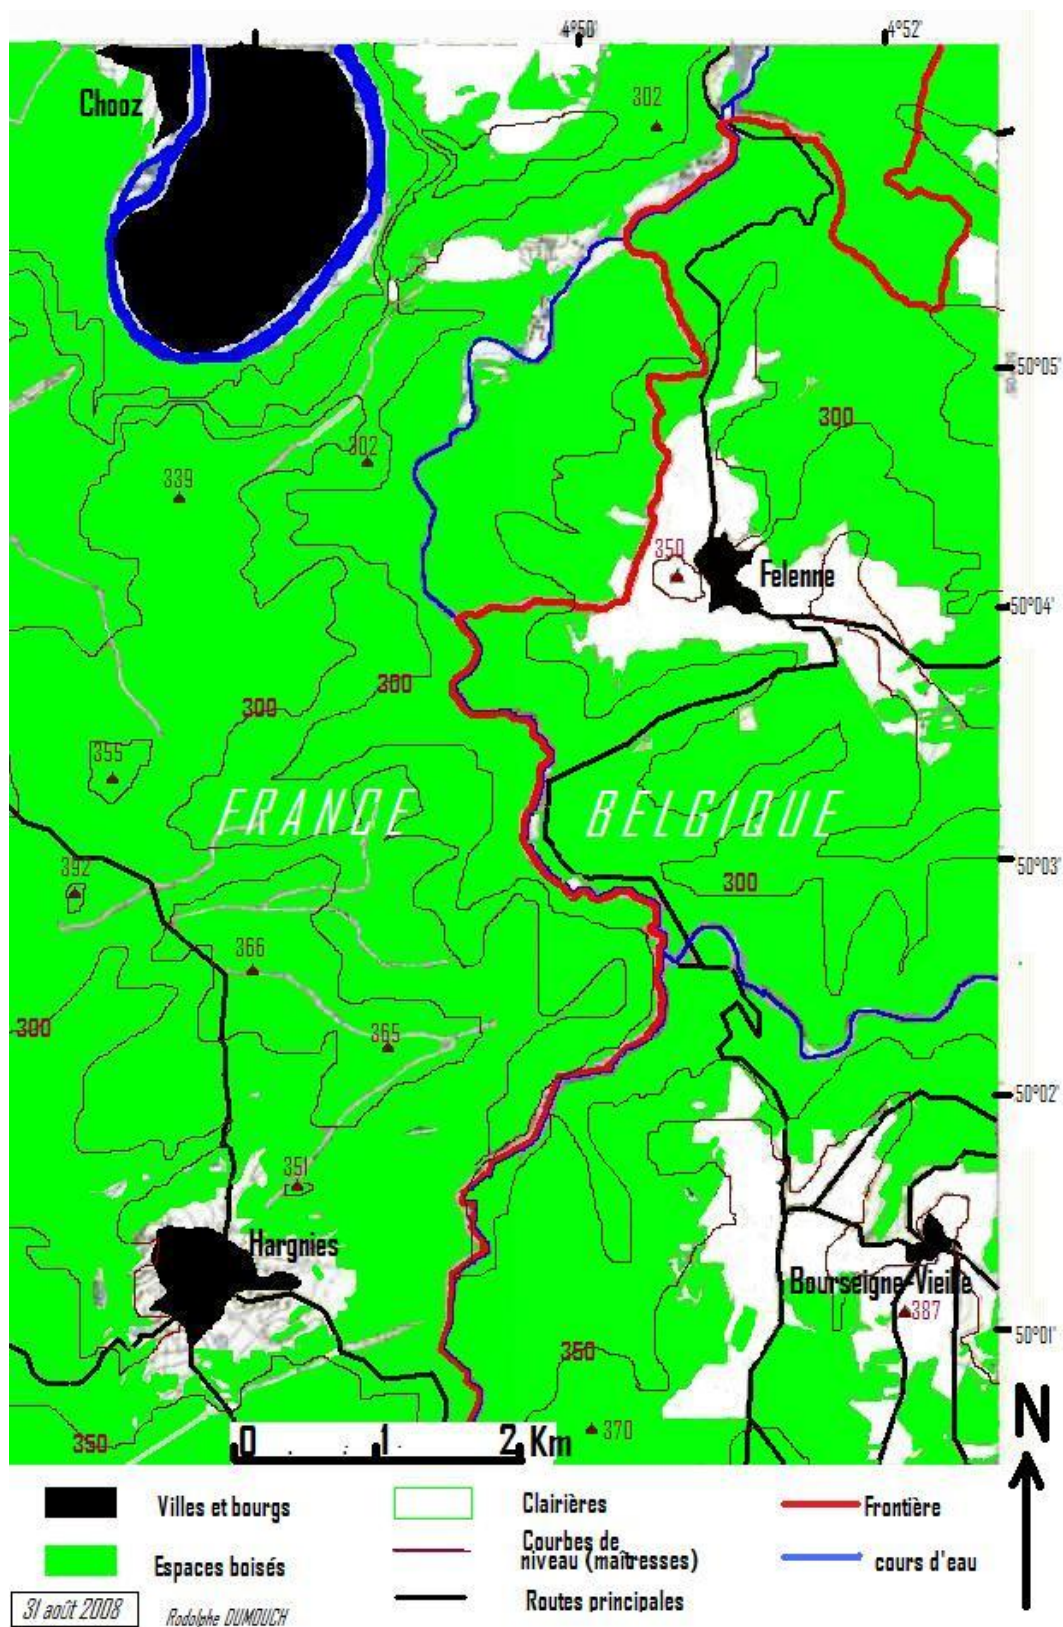 4°50' 4°52'
Chooz
302
50°05'
302
339
300
350
Felenne
50°04'
300
300
355
FRANCE BELGIQUE
50°03'
392
300
366
300
365
50°02'
351
Hargnies
Bourseigne-Vieille
387
50°01'
350
N
370
350
0 1 2 Km
Villes et bourgs
Clairières
Frontière
Espaces boisés
Courbes de
niveau (maîtresses)
cours d'eau
Routes principales
31 août 2008
Rodolphe DUMOUCH